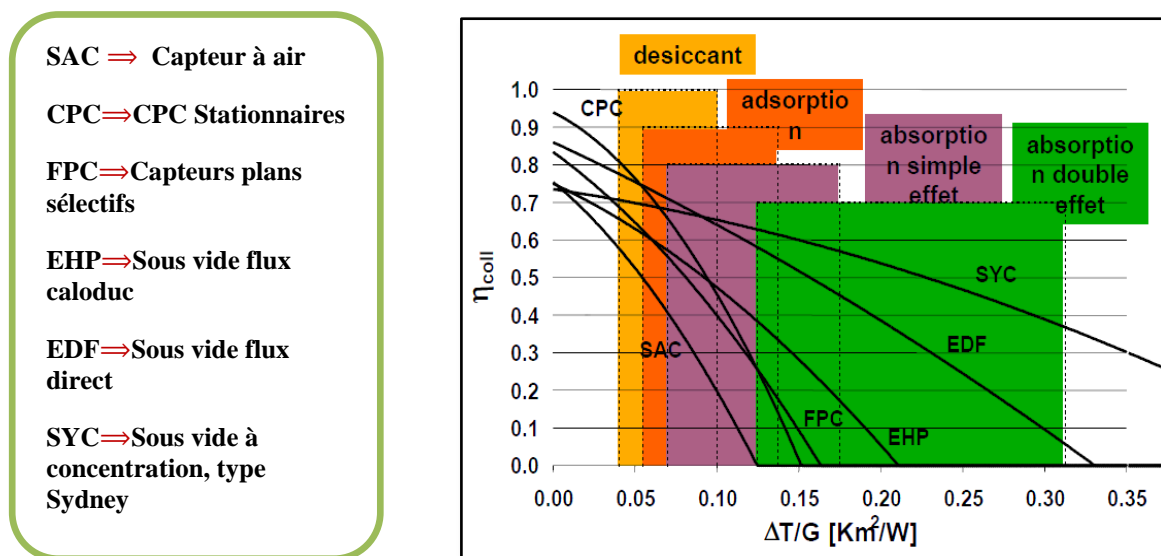 SAC ⇒ Capteur à air
CPC⇒CPC Stationnaires
FPC⇒Capteurs plans
sélectifs
EHP⇒Sous vide flux
caloduc
EDF⇒Sous vide flux
direct
SYC⇒Sous vide à
concentration, type
Sydney
desiccant
adsorptio
n
absorptio
n simple
effet
absorptio
n double
effet
CPC
SYC
SAC
EDF
FPC
EHP
ηcoll
1.0
0.9
0.8
0.7
0.6
0.5
0.4
0.3
0.2
0.1
0.0
0.00 0.05 0.10 0.15 0.20 0.25 0.30 0.35
ΔT/G [Km²/W]